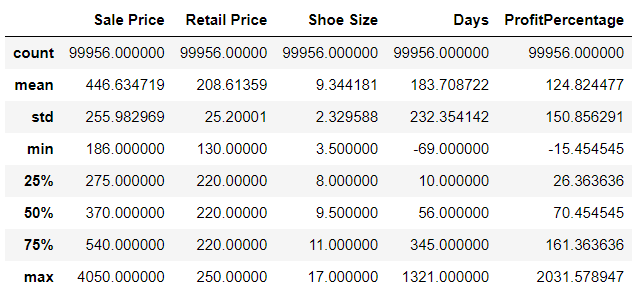 Sale Price Retail Price Shoe Size Days ProfitPercentage
count 99956.000000 99956.00000 99956.000000 99956.000000 99956.000000
mean 446.634719 208.61359 9.344181 183.708722 124.824477
std 255.982969 25.20001 2.329588 232.354142 150.856291
min 186.000000 130.00000 3.500000 -69.000000 -15.454545
25% 275.000000 220.00000 8.000000 10.000000 26.363636
50% 370.000000 220.00000 9.500000 56.000000 70.454545
75% 540.000000 220.00000 11.000000 345.000000 161.363636
max 4050.000000 250.00000 17.000000 1321.000000 2031.578947